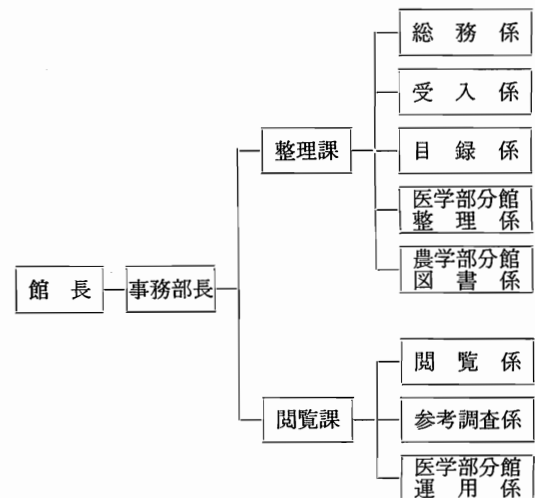 総務係
受入係
整理課
目録係
医学部分館
整理係
農学部分館
図書係
館長
事務部長
閲覧係
閲覧課
参考調査係
医学部分館
運用係